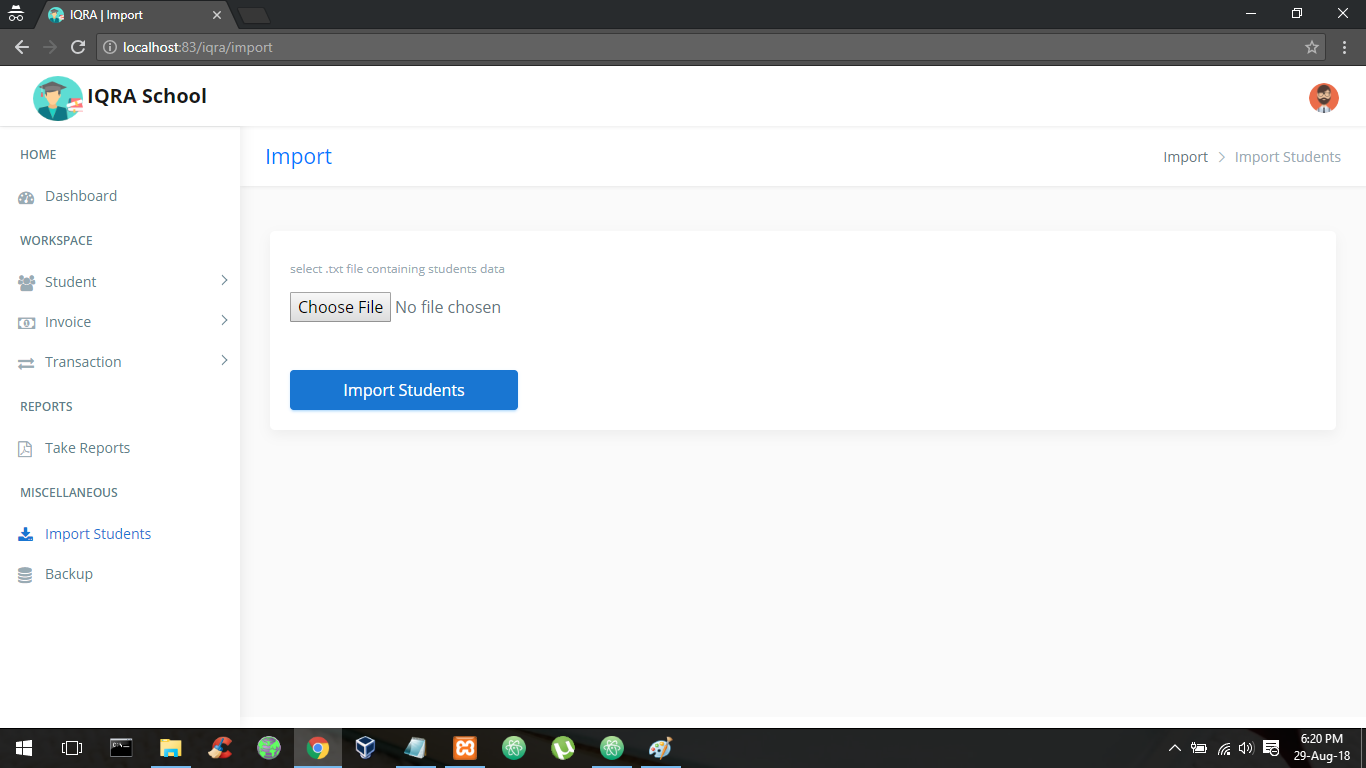 IQRA | Import
localhost:83/iqra/import
IQRA School
HOME
Dashboard
WORKSPACE
Student
Invoice
Transaction
REPORTS
Take Reports
MISCELLANEOUS
Import Students
Backup
Import
Import > Import Students
select .txt file containing students data
Choose File No file chosen
Import Students
6:20 PM
29-Aug-18